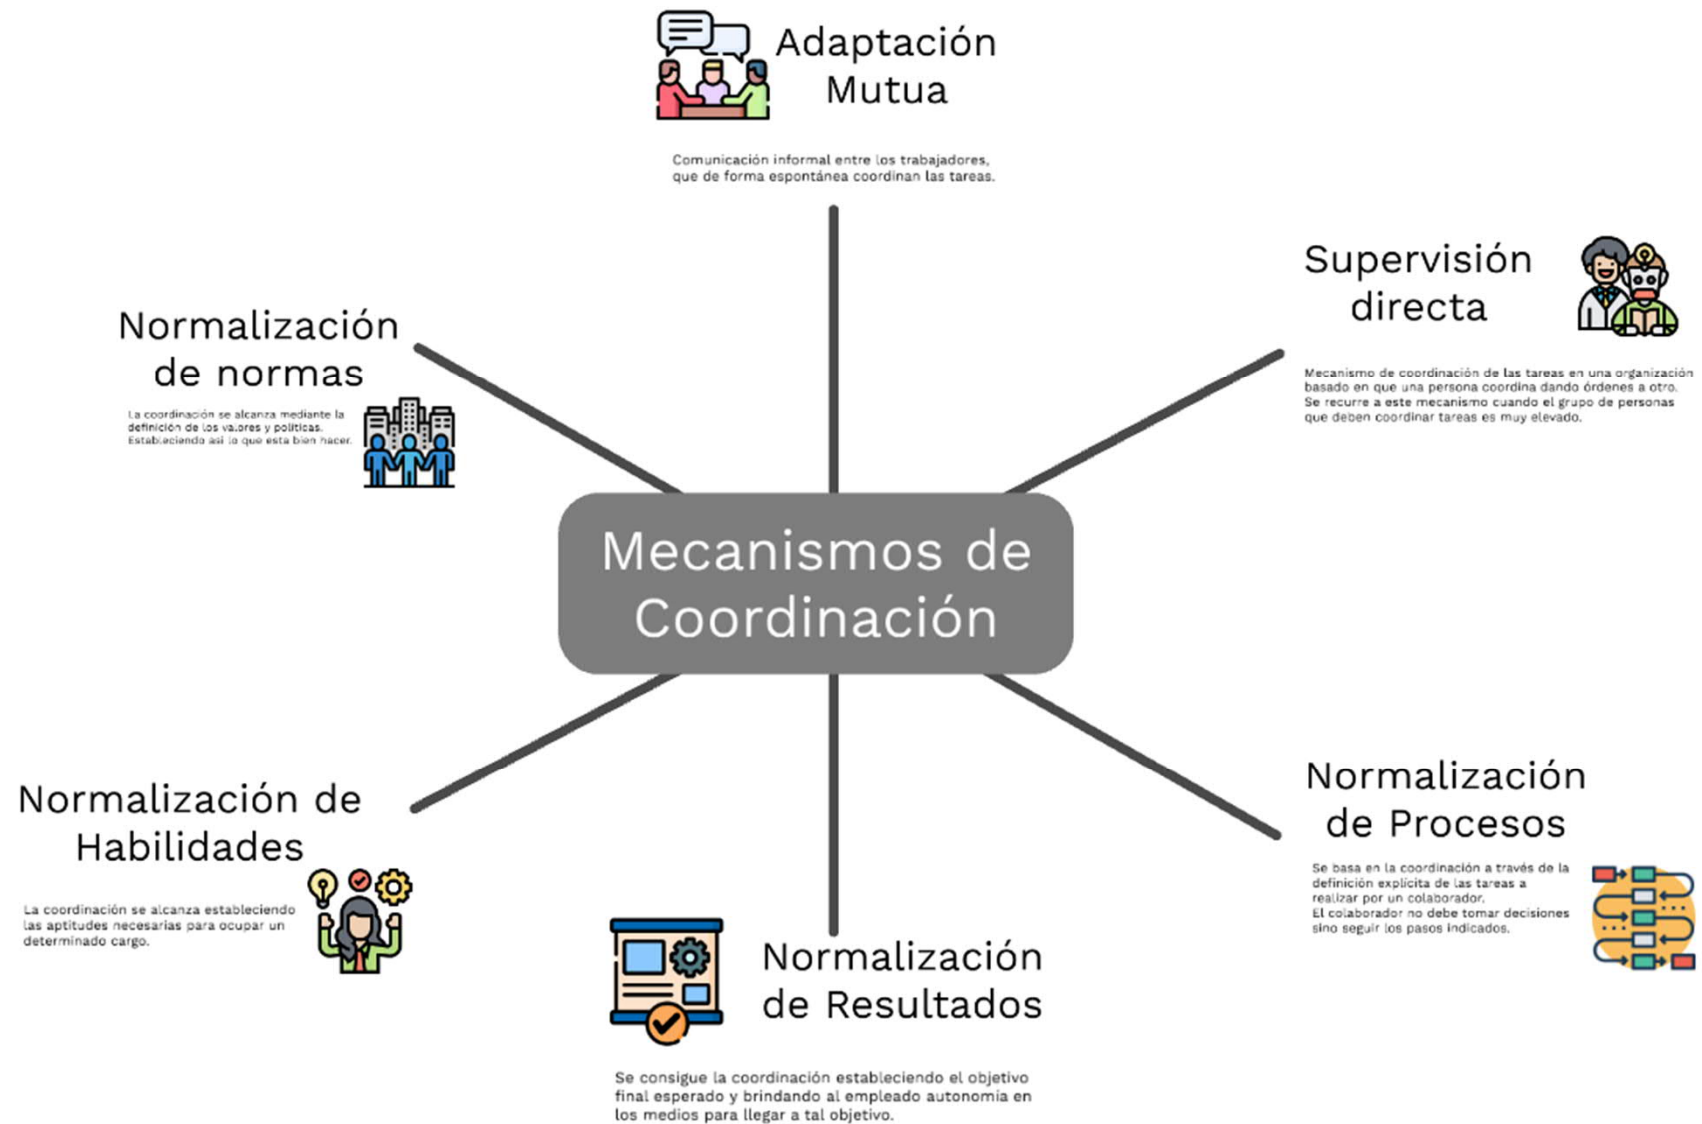 Adaptación
Mutua
Comunicación informal entre los trabajadores,
que de forma espontánea coordinan las tareas.
Supervisión
directa
Mecanismo de coordinación de las tareas en una organización
basado en que una persona coordina dando órdenes a otro.
Se recurre a este mecanismo cuando el grupo de personas
que deben coordinar tareas es muy elevado.
Normalización
de normas
La coordinación se alcanza mediante la
definición de los valores y políticas.
Estableciendo asi lo que esta bien hacer.
Mecanismos de
Coordinación
Normalización de
Habilidades
La coordinación se alcanza estableciendo
las aptitudes necesarias para ocupar un
determinado cargo.
Normalización
de Procesos
Se basa en la coordinación a través de la
definición explícita de las tareas a
realizar por un colaborador.
El colaborador no debe tomar decisiones
sino seguir los pasos indicados.
Normalización
de Resultados
Se consigue la coordinación estableciendo el objetivo
final esperado y brindando al empleado autonomía en
los medios para llegar a tal objetivo.